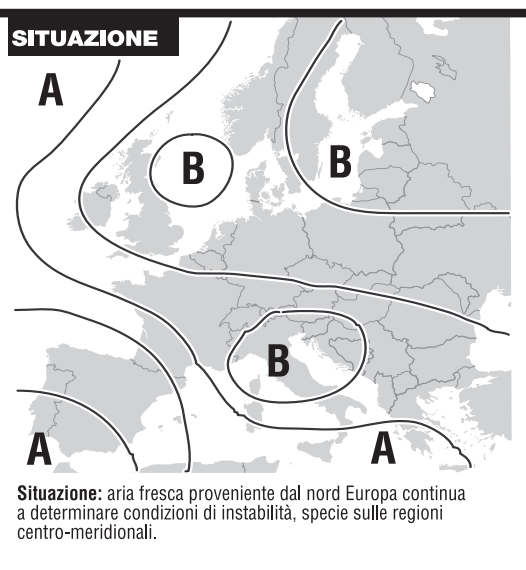 SITUAZIONE
A
B
B
B
A
A
Situazione: aria fresca proveniente dal nord Europa continua
a determinare condizioni di instabilità, specie sulle regioni
centro-meridionali.